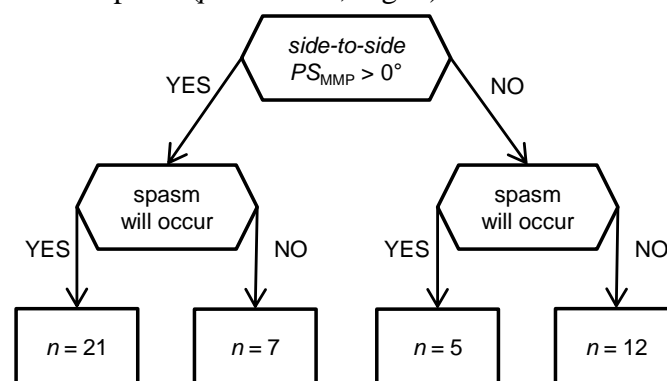 side-to-side
PS_MMP > 0°
YES
NO
spasm
will occur
spasm
will occur
YES
NO
YES
NO
n = 21
n = 7
n = 5
n = 12